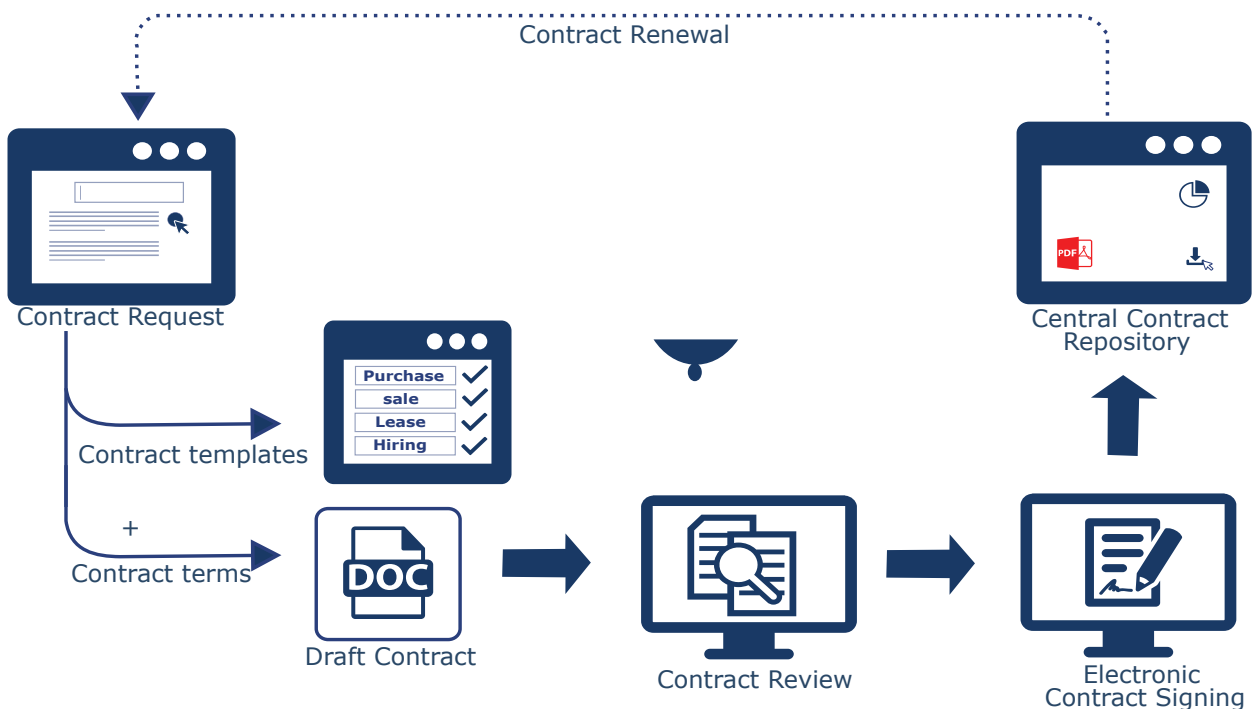 Contract Renewal
Contract Request
Central Contract
Repository
PDF
Purchase
sale
Lease
Hiring
Contract templates
+
Contract terms
DOC
Draft Contract
Contract Review
Electronic
Contract Signing